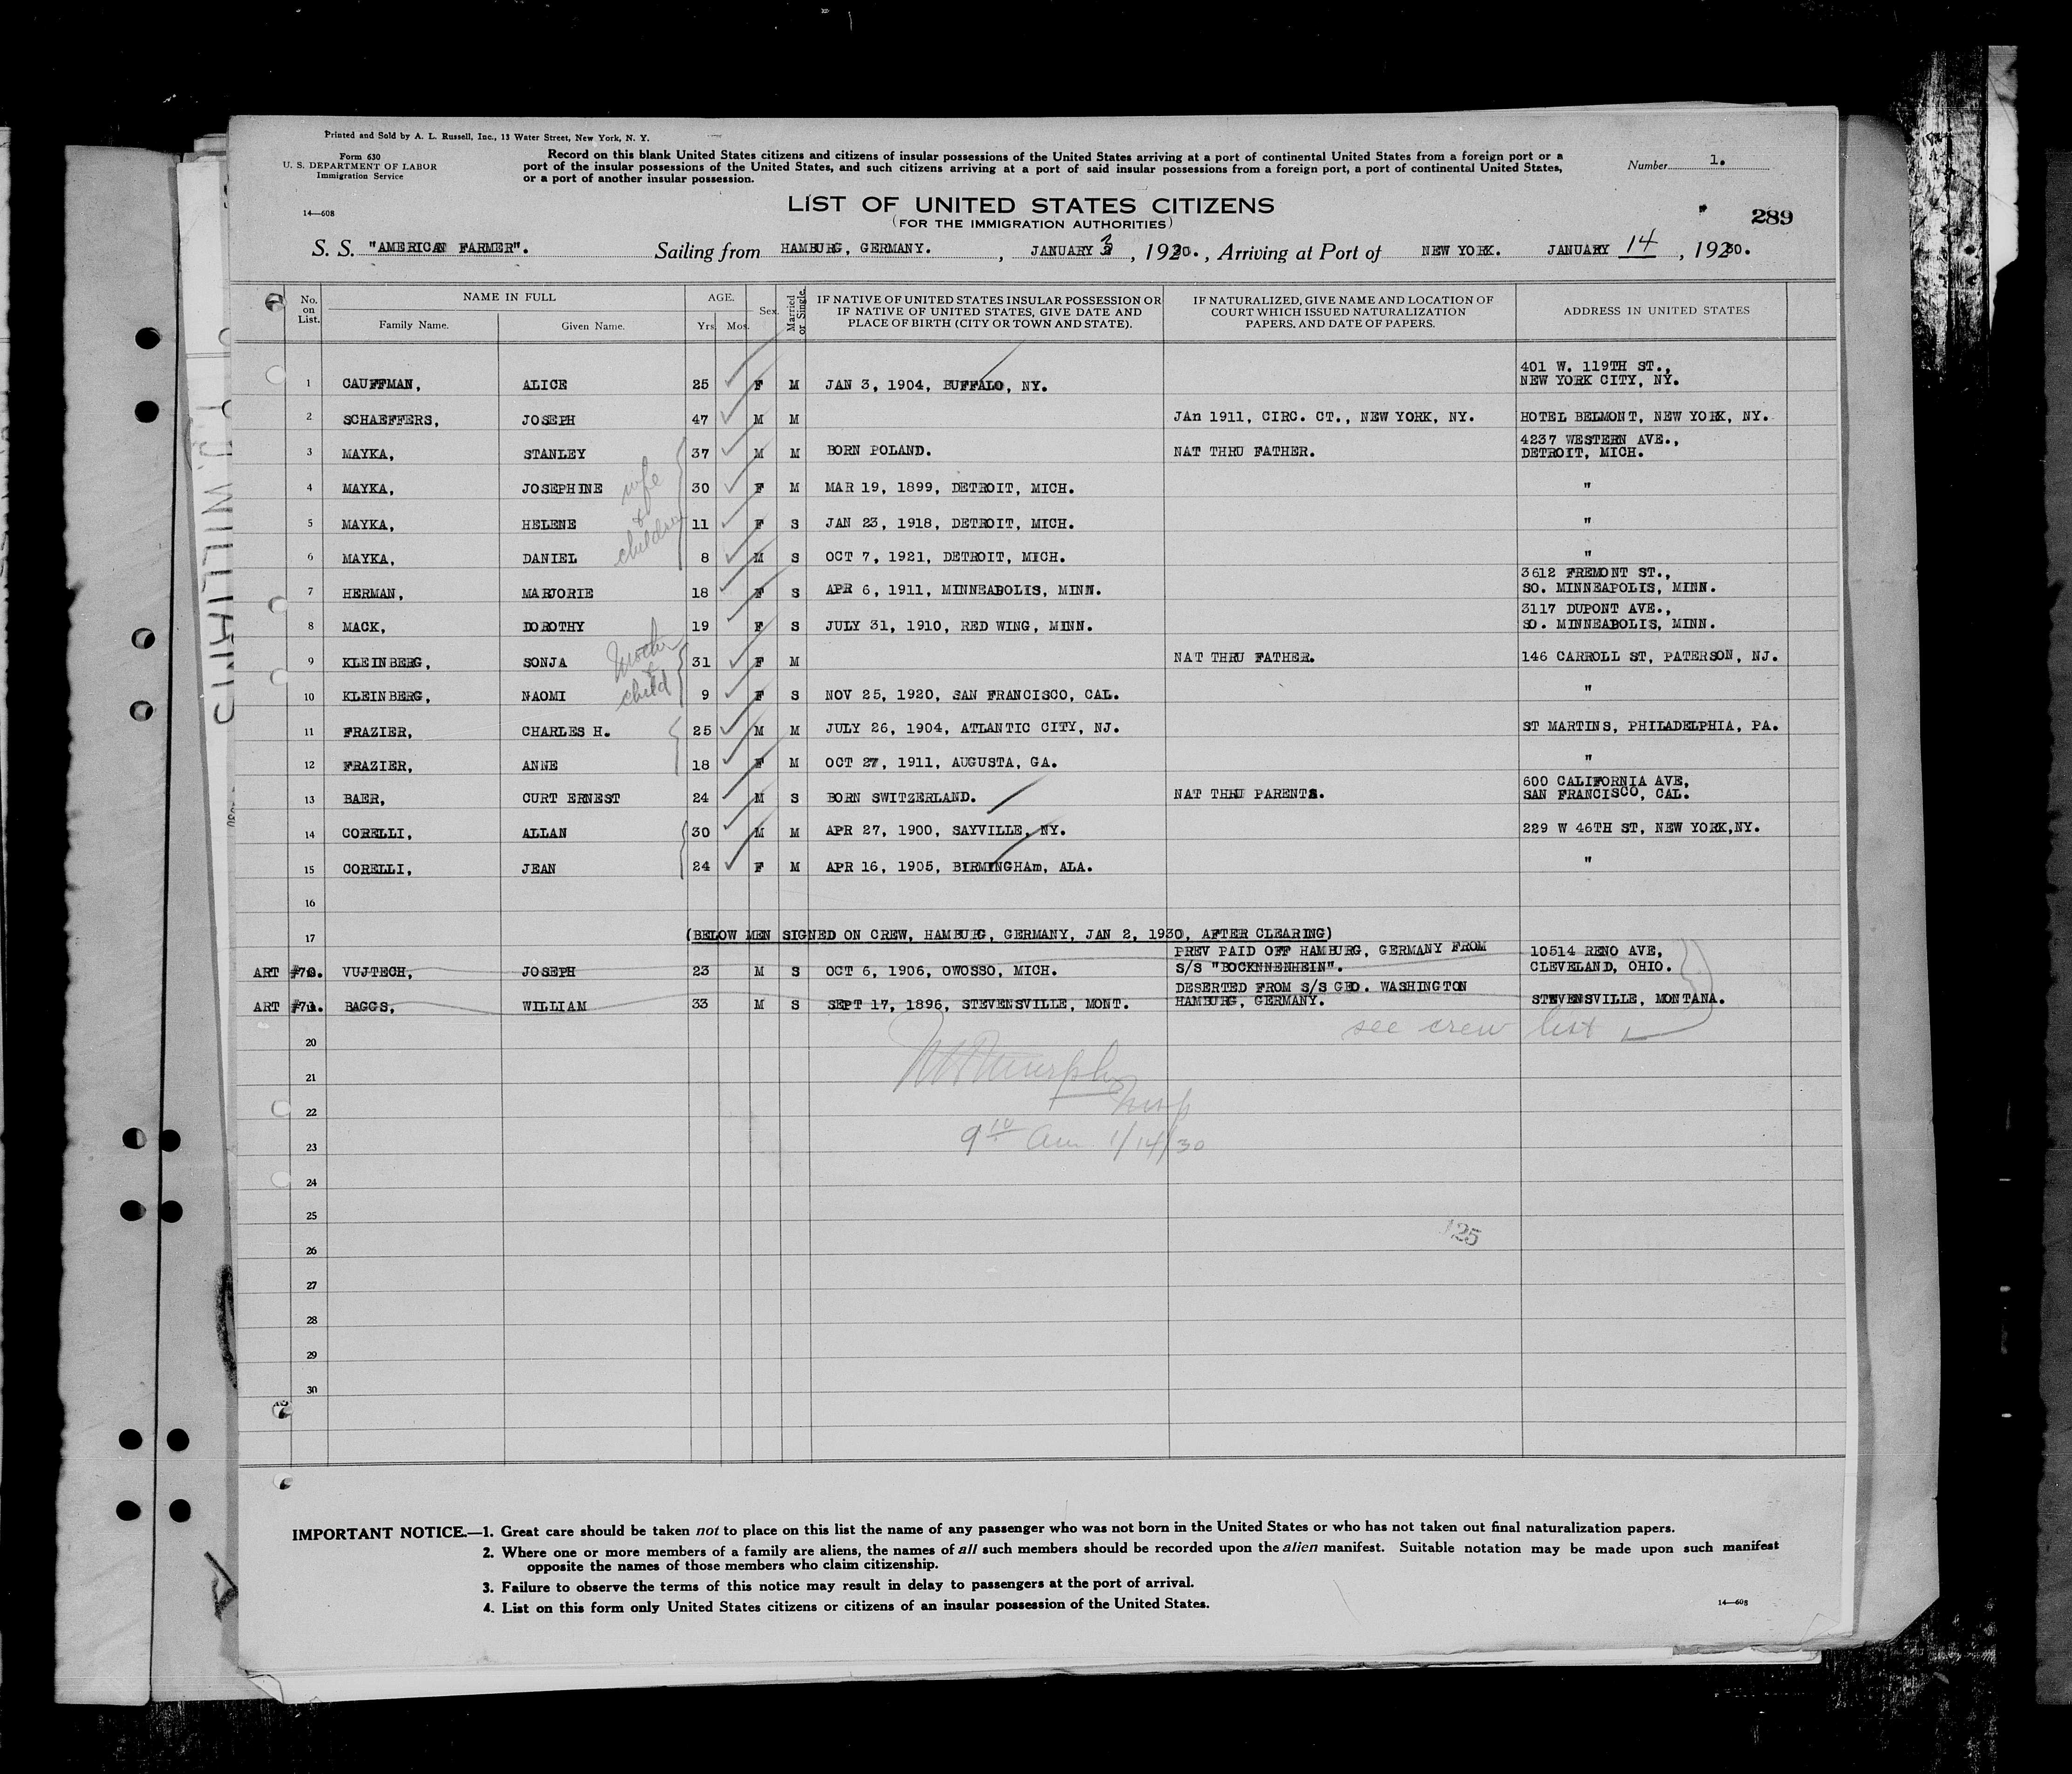 Printed and Sold by A. L. Russell, Inc., 13 Water Street, New York, N. Y.
Form 630
U. S. DEPARTMENT OF LABOR
Immigration Service
14—608
Record on this blank United States citizens and citizens of insular possessions of the United States arriving at a port of continental United States from a foreign port or a
port of the insular possessions of the United States, and such citizens arriving at a port of said insular possessions from a foreign port, a port of continental United States,
or a port of another insular possession.
Number 1.
LIST OF UNITED STATES CITIZENS
(FOR THE IMMIGRATION AUTHORITIES)
289
S. S. "AMERICAN FARMER". Sailing from HAMBURG, GERMANY. , JANUARY 3 , 1930. , Arriving at Port of NEW YORK. JANUARY 14 , 1930.
No. on List. NAME IN FULL AGE. Sex. Married or Single. IF NATIVE OF UNITED STATES INSULAR POSSESSION OR IF NATIVE OF UNITED STATES, GIVE DATE AND PLACE OF BIRTH (CITY OR TOWN AND STATE). IF NATURALIZED, GIVE NAME AND LOCATION OF COURT WHICH ISSUED NATURALIZATION PAPERS, AND DATE OF PAPERS. ADDRESS IN UNITED STATES
Family Name. Given Name. Yrs. Mos.
401 W. 119TH ST.,
1 CAUFFMAN, ALICE 25 F M JAN 3, 1904, BUFFALO, NY. NEW YORK CITY, NY.
2 SCHAEFFERS, JOSEPH 47 M M JAn 1911, CIRC. CT., NEW YORK, NY. HOTEL BELMONT, NEW YORK, NY.
4237 WESTERN AVE.,
3 MAYKA, STANLEY 37 M M BORN POLAND. NAT THRU FATHER. DETROIT, MICH.
4 MAYKA, JOSEPHINE 30 F M MAR 19, 1899, DETROIT, MICH. "
wife
&
children
5 MAYKA, HELENE 11 F S JAN 23, 1918, DETROIT, MICH. "
6 MAYKA, DANIEL 8 M S OCT 7, 1921, DETROIT, MICH. "
3612 FREMONT ST.,
7 HERMAN, MARJORIE 18 F S APR 6, 1911, MINNEAPOLIS, MINN. SO. MINNEAPOLIS, MINN.
3117 DUPONT AVE.,
8 MACK, DOROTHY 19 F S JULY 31, 1910, RED WING, MINN. SO. MINNEAPOLIS, MINN.
9 KLEINBERG, SONJA 31 F M NAT THRU FATHER. 146 CARROLL ST, PATERSON, NJ.
Mother
&
child
10 KLEINBERG, NAOMI 9 F S NOV 25, 1920, SAN FRANCISCO, CAL. "
11 FRAZIER, CHARLES H. 25 M M JULY 26, 1904, ATLANTIC CITY, NJ. ST MARTINS, PHILADELPHIA, PA.
12 FRAZIER, ANNE 18 F M OCT 27, 1911, AUGUSTA, GA. "
600 CALIFORNIA AVE,
13 BAER, CURT ERNEST 24 M S BORN SWITZERLAND. NAT THRU PARENTS. SAN FRANCISCO, CAL.
14 CORELLI, ALLAN 30 M M APR 27, 1900, SAYVILLE, NY. 229 W 46TH ST, NEW YORK,NY.
15 CORELLI, JEAN 24 F M APR 16, 1905, BIRMINGHAm, ALA. "
16
17 (BELOW MEN SIGNED ON CREW, HAMBURG, GERMANY, JAN 2, 1930, AFTER CLEARING)
PREV PAID OFF HAMBURG, GERMANY FROM 10514 RENO AVE,
ART #70. VUJTECH, JOSEPH 23 M S OCT 6, 1906, OWOSSO, MICH. S/S "BOCKNNENHEIN". CLEVELAND, OHIO.
DESERTED FROM S/S GEO. WASHINGTON
ART #71. BAGGS, WILLIAM 33 M S SEPT 17, 1896, STEVENSVILLE, MONT. HAMBURG, GERMANY. STEVENSVILLE, MONTANA.
see crew list
20
21
Murphy
22
Insp
23
9 10 am 1/14/30
24
25
125
26
27
28
29
30
IMPORTANT NOTICE.—1. Great care should be taken not to place on this list the name of any passenger who was not born in the United States or who has not taken out final naturalization papers.
2. Where one or more members of a family are aliens, the names of all such members should be recorded upon the alien manifest. Suitable notation may be made upon such manifest
opposite the names of those members who claim citizenship.
3. Failure to observe the terms of this notice may result in delay to passengers at the port of arrival.
4. List on this form only United States citizens or citizens of an insular possession of the United States.
14—608